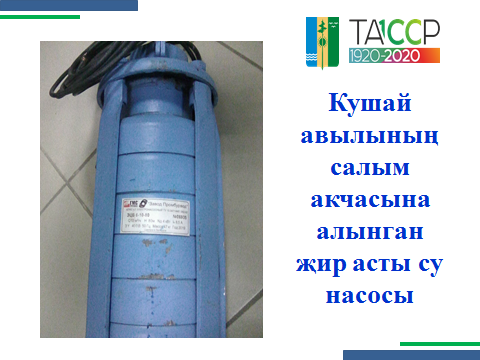 ТАССР
1920-2020
Кушай
авылының
салым
акчасына
алынган
җир асты су
насосы